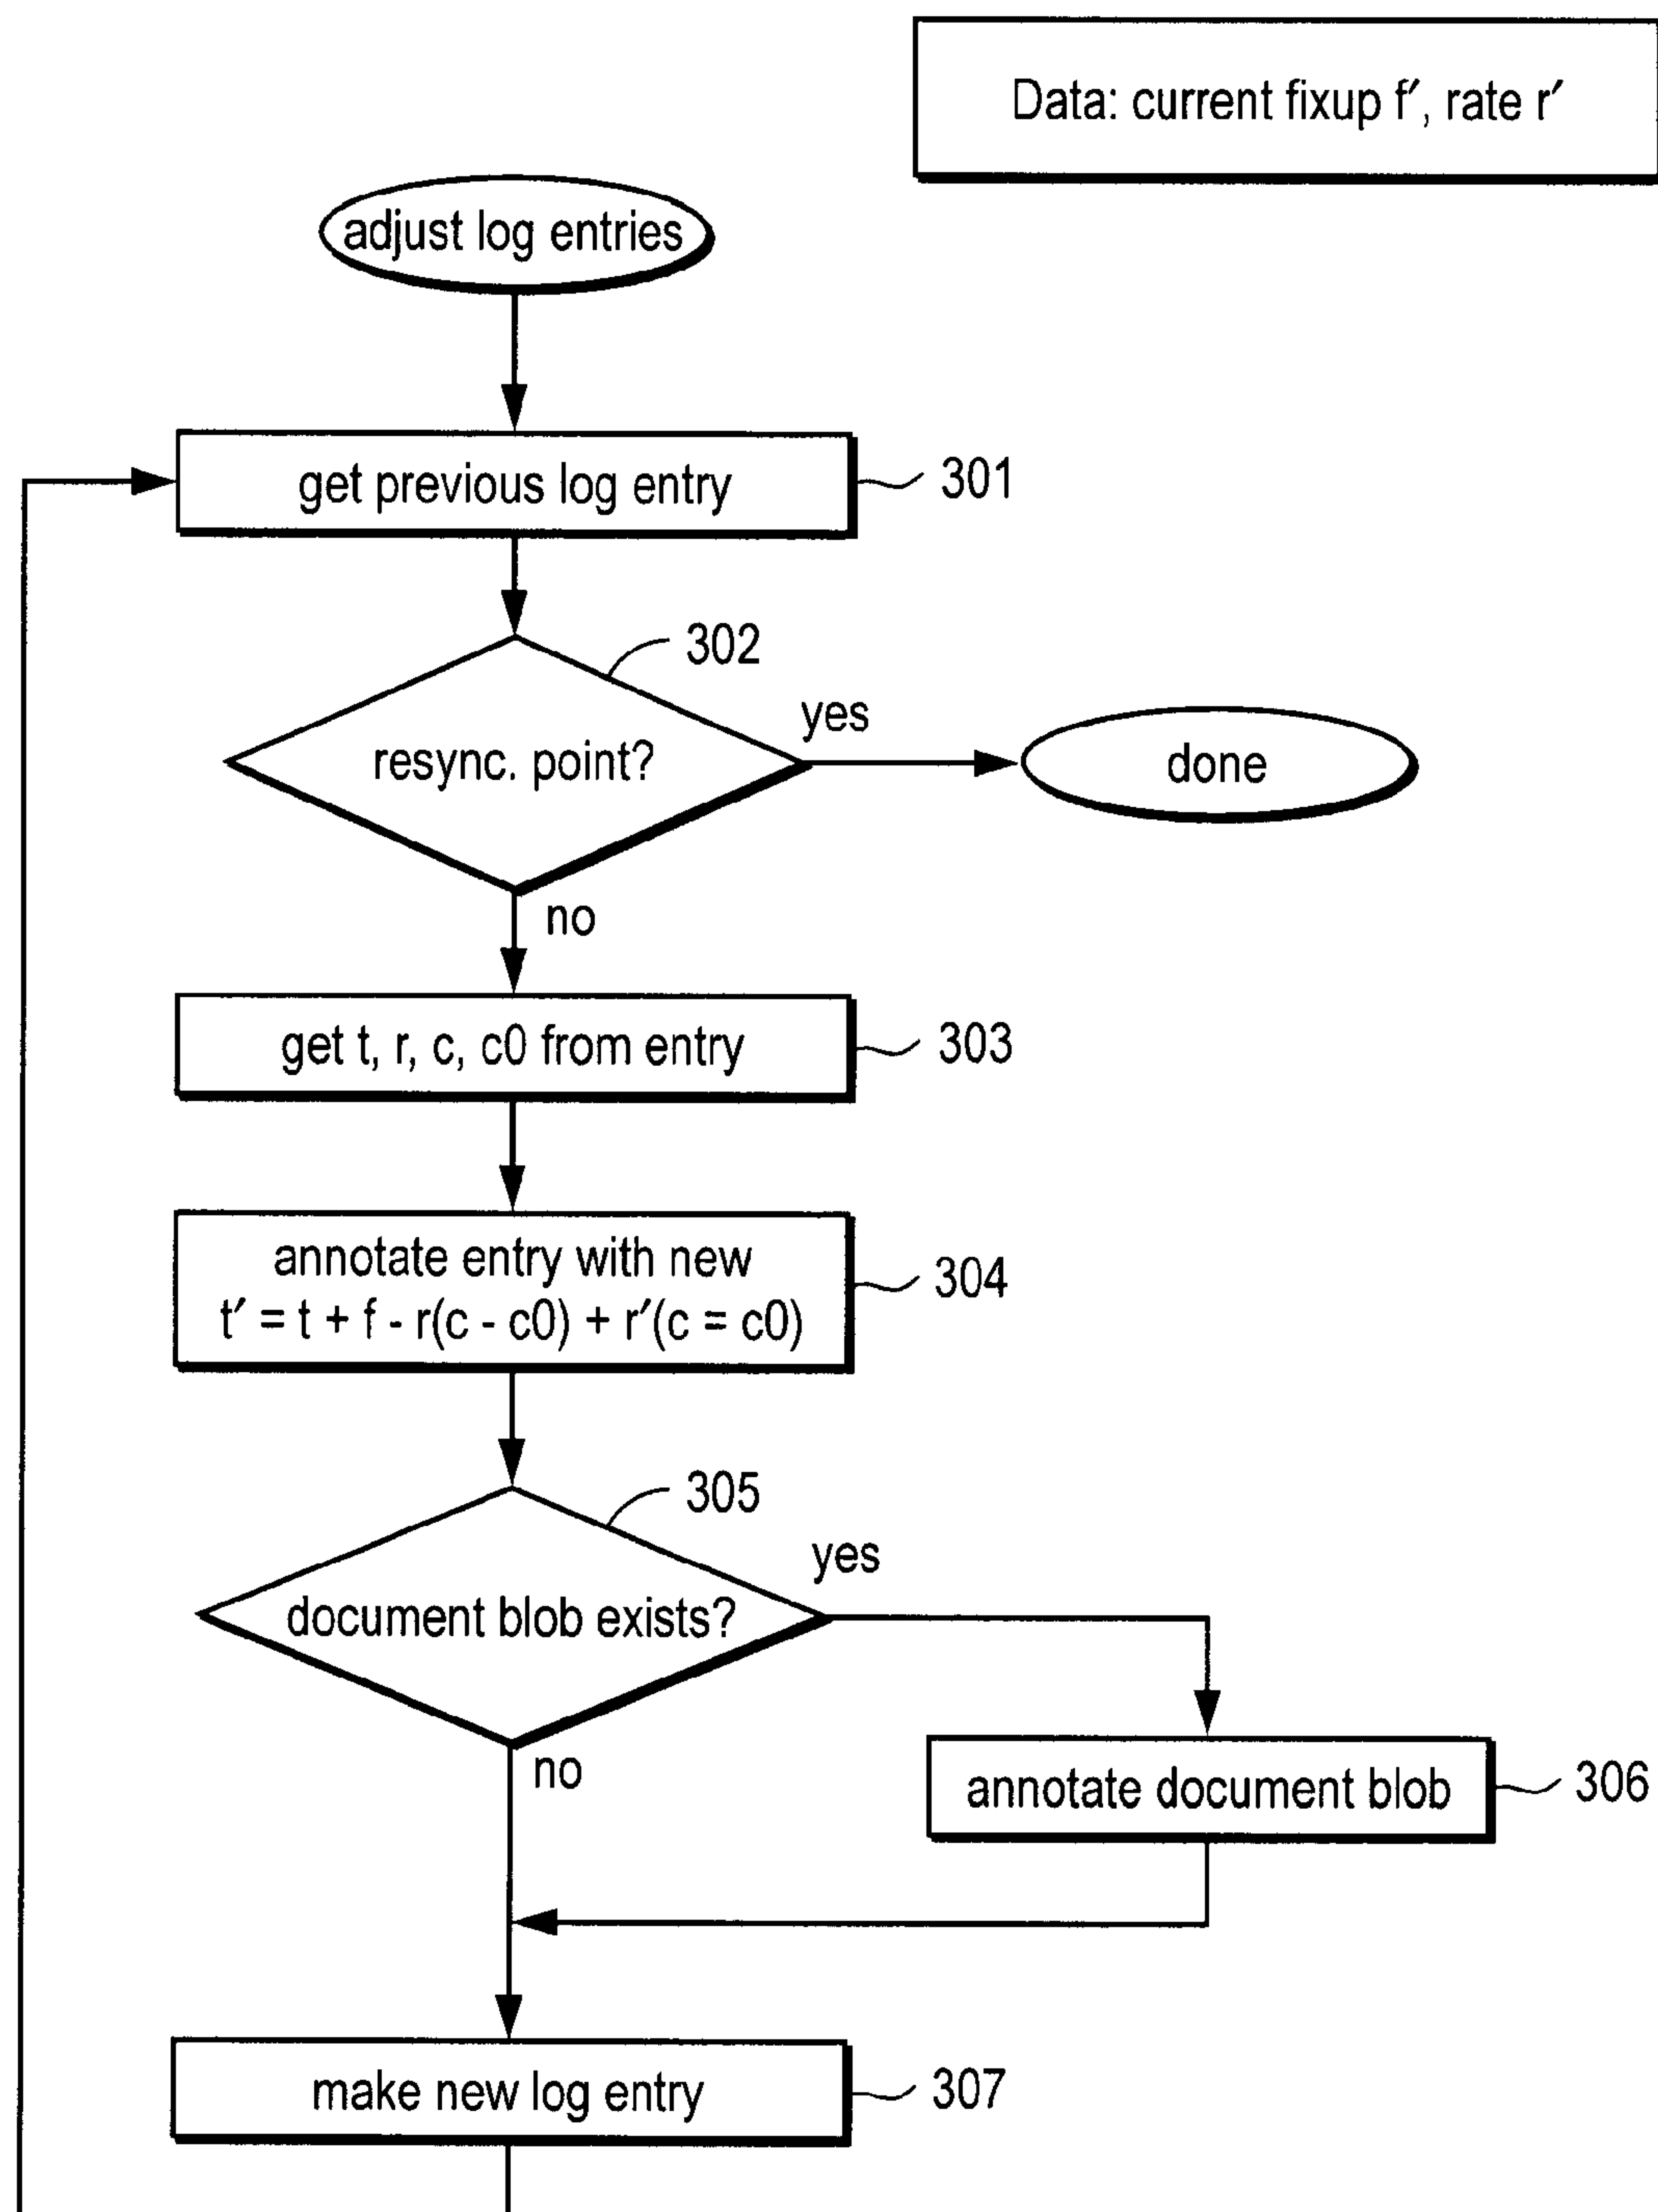 Data: current fixup f′, rate r′
adjust log entries
get previous log entry
301
302
resync. point?
yes
done
no
get t, r, c, c0 from entry
303
annotate entry with new
t′ = t + f - r(c - c0) + r′(c = c0)
304
305
document blob exists?
yes
no
annotate document blob
306
make new log entry
307